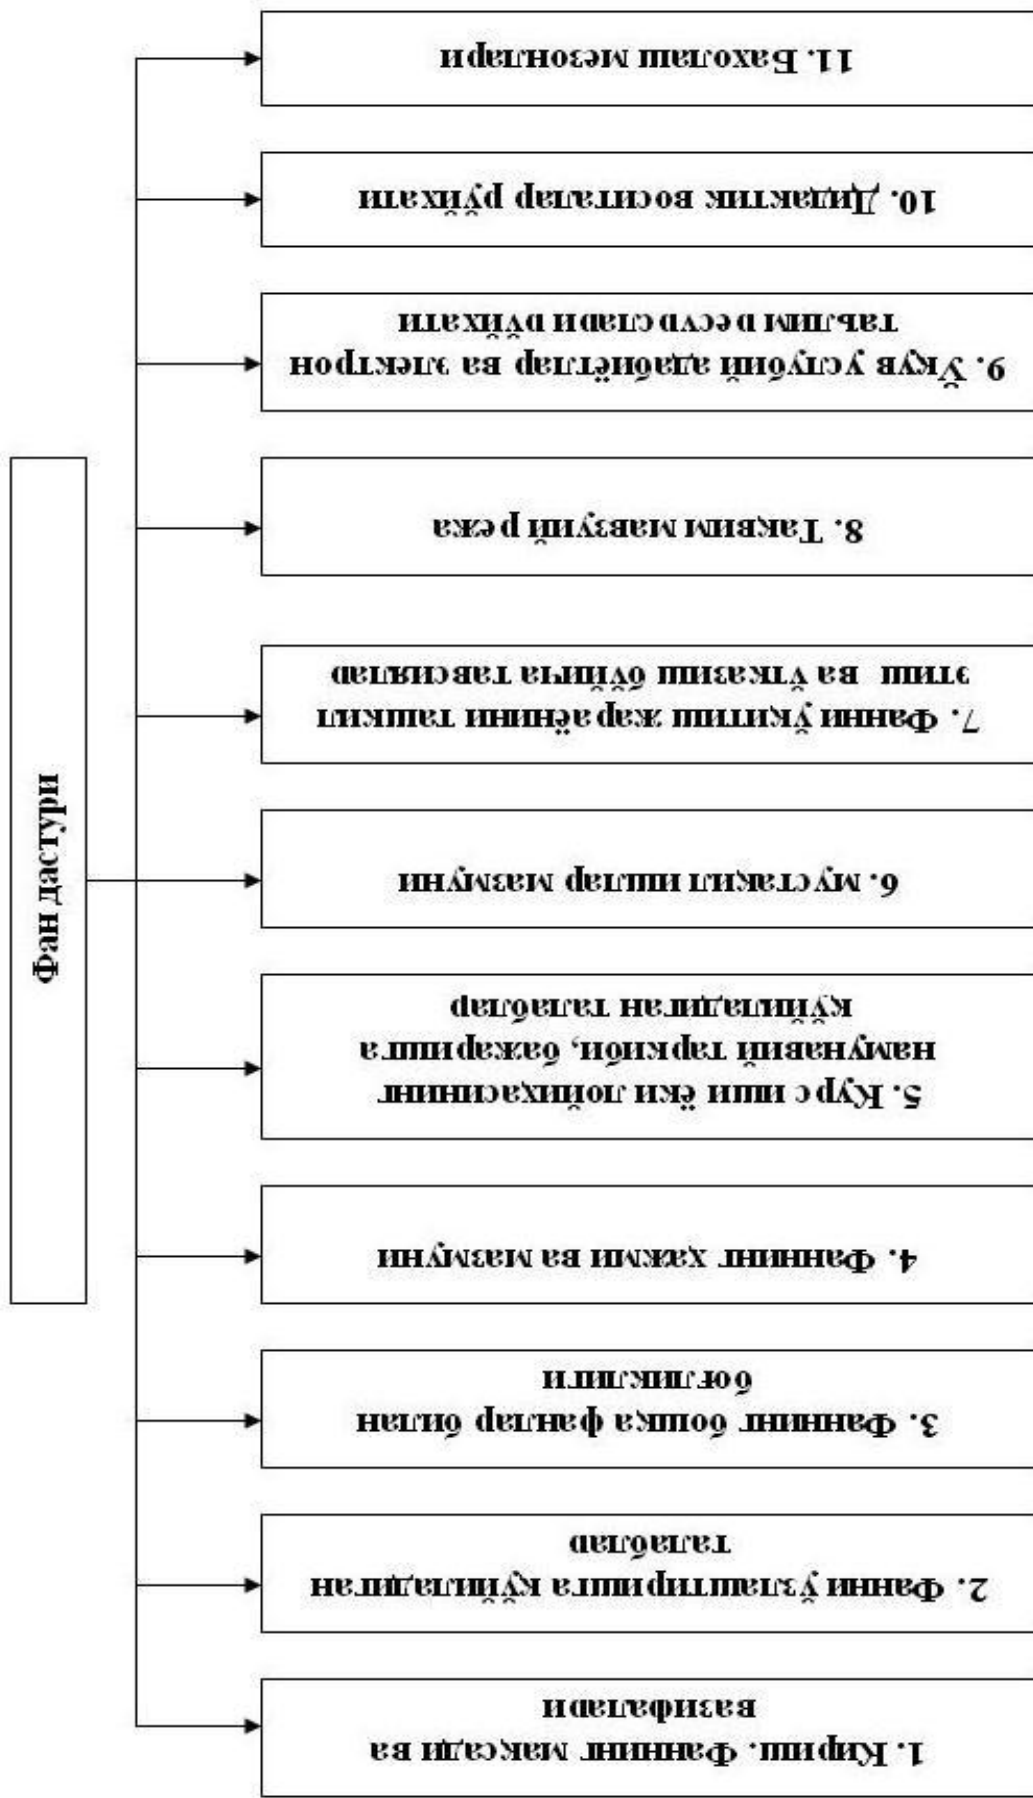 Фан дастури
1. Кириш. Фаннинг мақсади ва
вазифалари
2. Фанни ўзлаштиришга қўйиладиган
талаблар
3. Фаннинг бошқа фанлар билан
боғликлиги
4. Фаннинг ҳажми ва мазмуни
5. Курс иши ёки лойиҳасининг
намунавий таркиби, бажаришга
қўйиладиган талаблар
6. Мустақил ишлар мазмуни
7. Фанни ўқитиш жараёнини ташкил
этиш ва ўтказиш бўйича тавсиялар
8. Тақвим мавзуий режа
9. Ўқув услубий адабиётлар ва электрон
таълим ресурслари рўйхати
10. Дидактик воситалар рўйхати
11. Бахолаш мезонлари